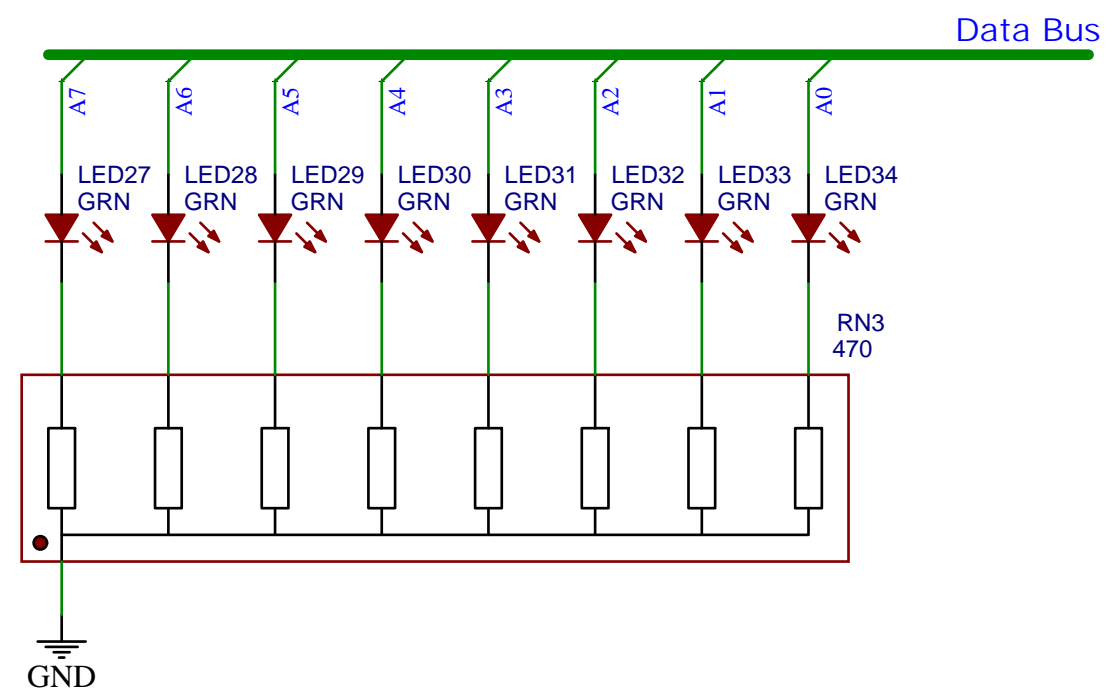 Data Bus
A7
A6
A5
A4
A3
A2
A1
A0
LED27
GRN
LED28
GRN
LED29
GRN
LED30
GRN
LED31
GRN
LED32
GRN
LED33
GRN
LED34
GRN
RN3
470
GND